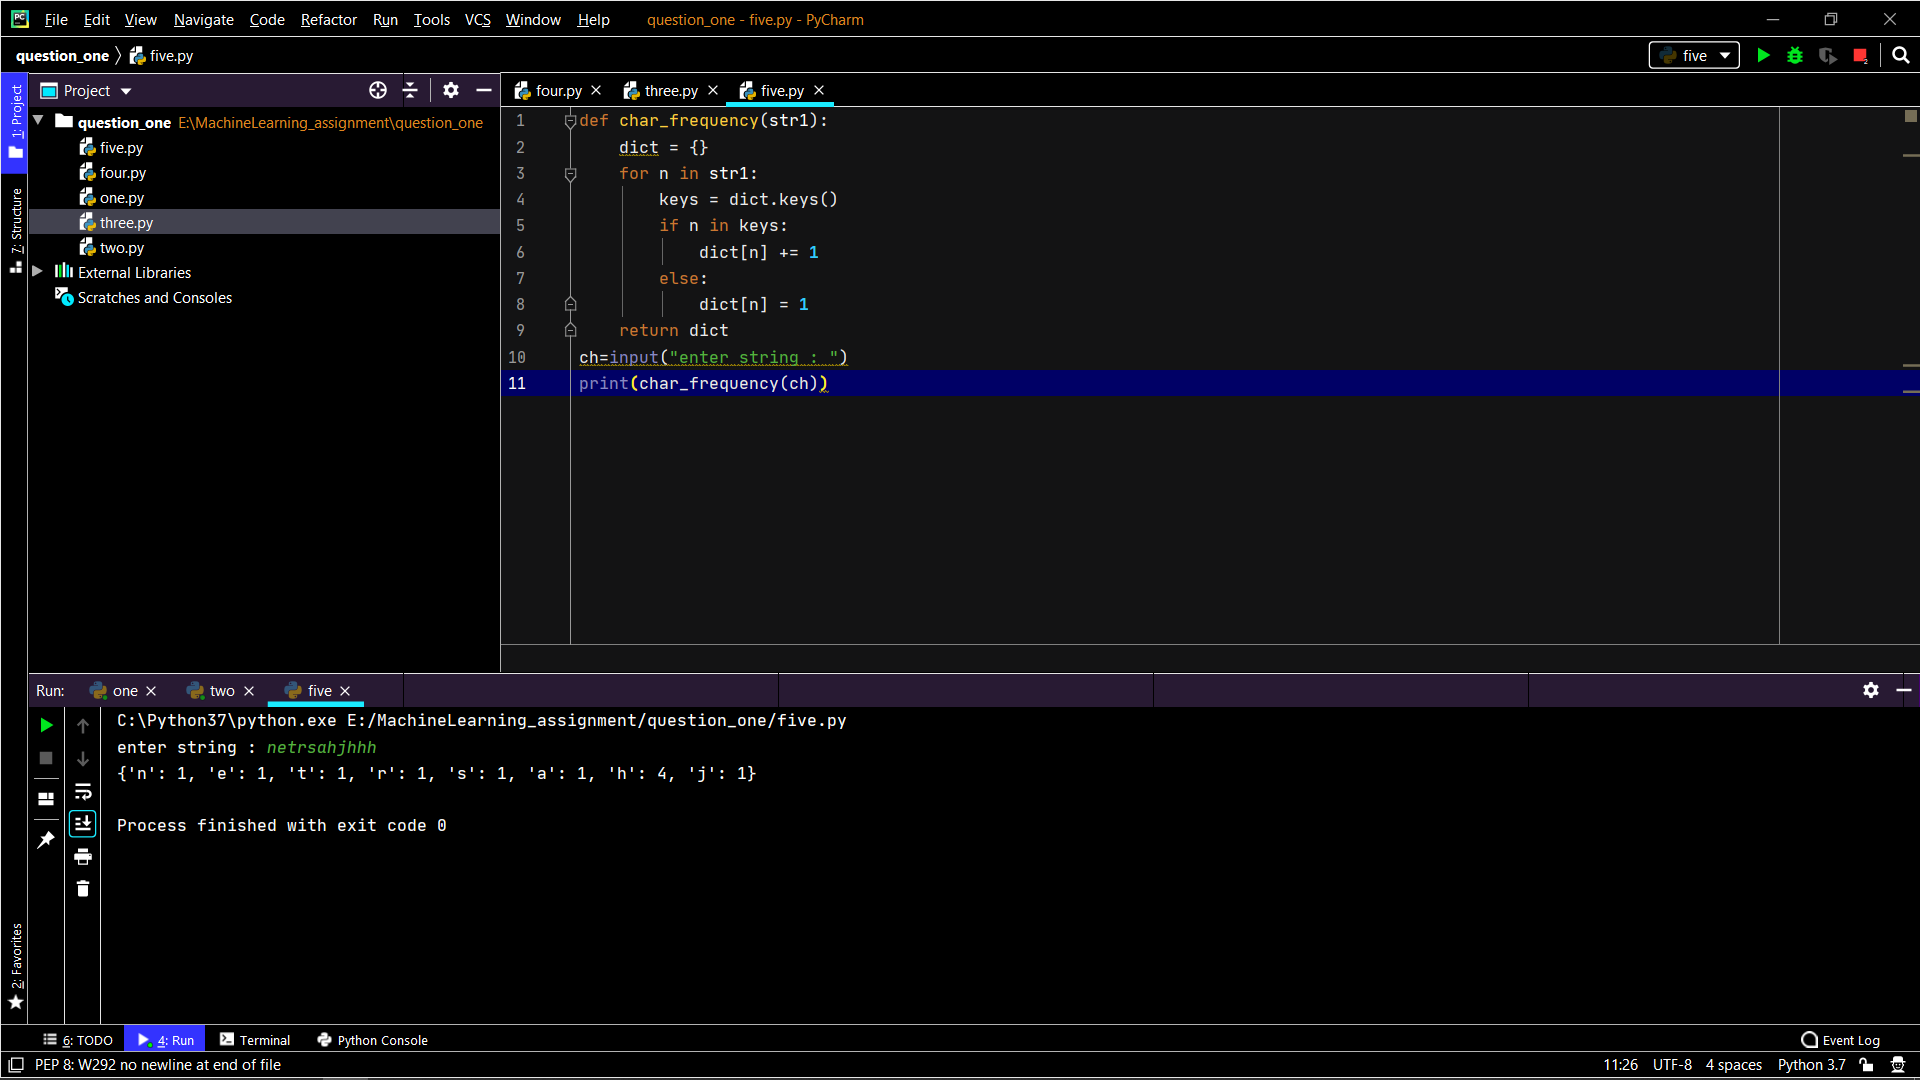 PC File Edit View Navigate Code Refactor Run Tools VCS Window Help question_one - five.py - PyCharm
question_one five.py five
1: Project
Project
question_one E:\MachineLearning_assignment\question_one
five.py
four.py
one.py
three.py
two.py
External Libraries
Scratches and Consoles
7: Structure
2: Favorites
four.py three.py five.py
1 def char_frequency(str1):
2     dict = {}
3     for n in str1:
4         keys = dict.keys()
5         if n in keys:
6             dict[n] += 1
7         else:
8             dict[n] = 1
9     return dict
10 ch=input("enter string : ")
11 print(char_frequency(ch))
Run: one two five
C:\Python37\python.exe E:/MachineLearning_assignment/question_one/five.py
enter string : netrsahjhhh
{'n': 1, 'e': 1, 't': 1, 'r': 1, 's': 1, 'a': 1, 'h': 4, 'j': 1}
Process finished with exit code 0
6: TODO 4: Run Terminal Python Console Event Log
PEP 8: W292 no newline at end of file 11:26 UTF-8 4 spaces Python 3.7